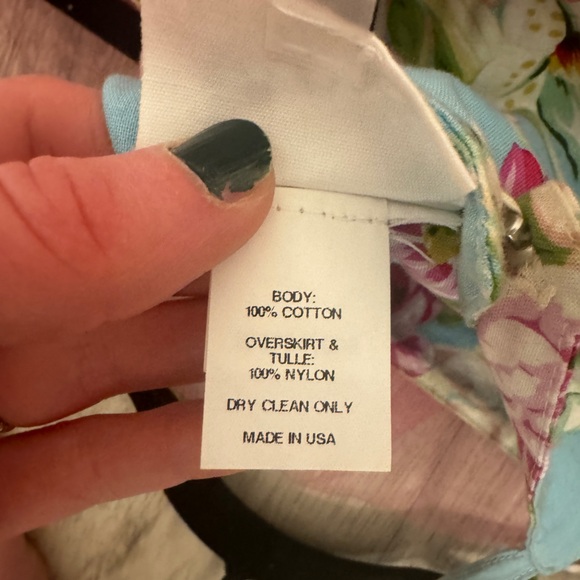 BODY:
100% COTTON
OVERSKIRT &
TULLE:
100% NYLON
DRY CLEAN ONLY
MADE IN USA